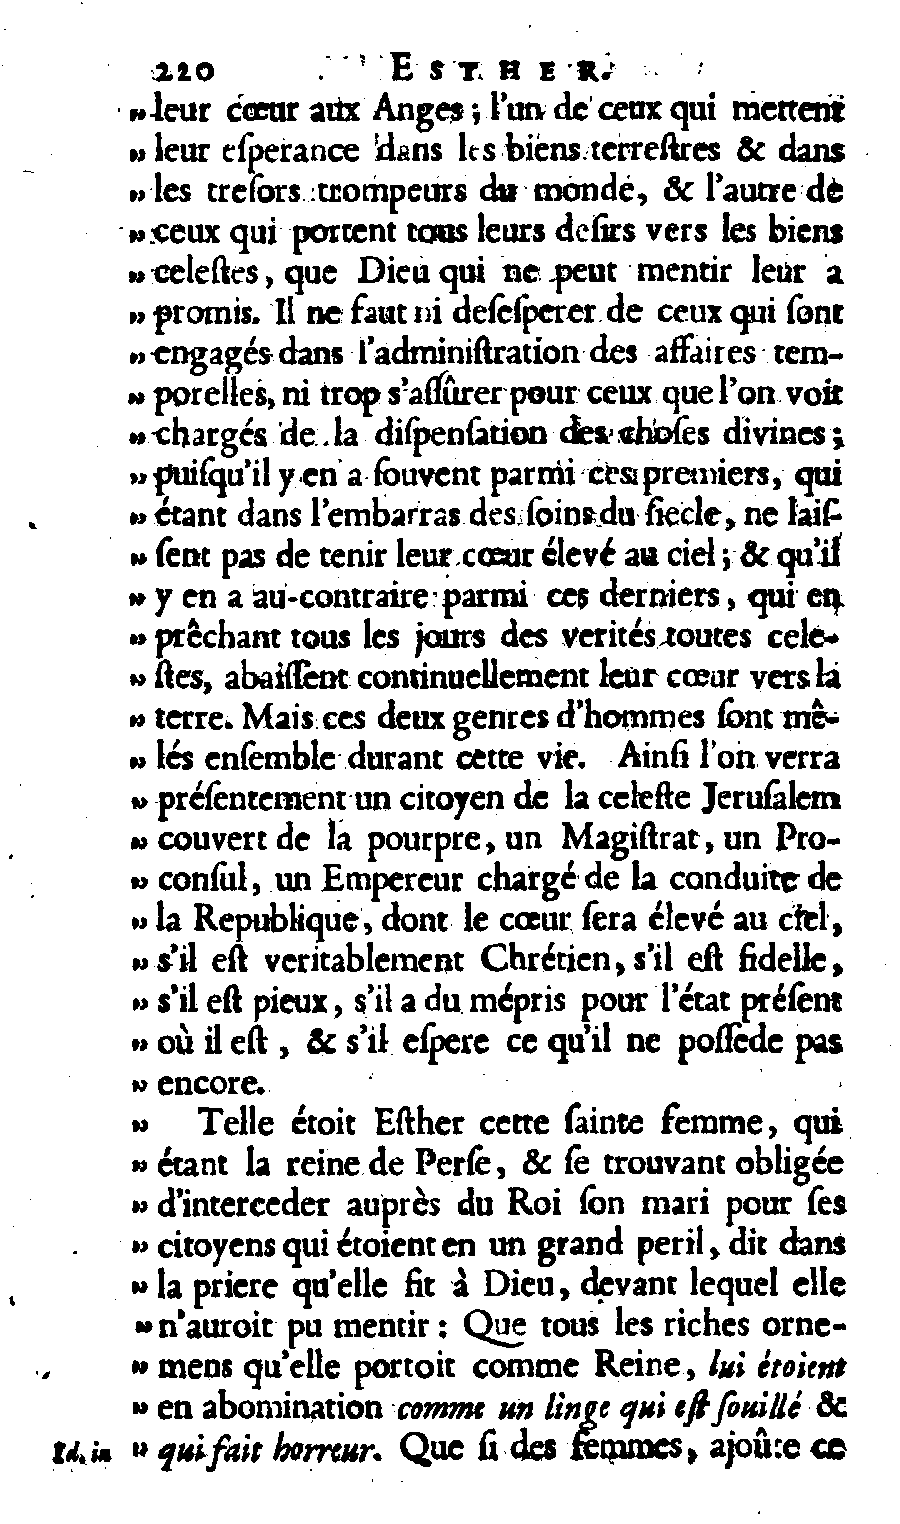 220 ESTHER.
„ leur cœur aux Anges ; l'un de ceux qui mettent
„ leur eſperance dans les biens terreſtres & dans
„ les treſors trompeurs du monde, & l'autre de
„ ceux qui portent tous leurs deſirs vers les biens
„ celeſtes, que Dieu qui ne peut mentir leur a
„ promis. Il ne faut ni deſeſperer de ceux qui ſont
„ engagés dans l'adminiſtration des affaires tem-
„ porelles, ni trop s'aſſûrer pour ceux que l'on voit
„ chargés de la diſpenſation des choſes divines ;
„ puiſqu'il y en a ſouvent parmi ces premiers, qui
„ étant dans l'embarras des ſoins du ſiecle, ne laiſ-
„ ſent pas de tenir leur cœur élevé au ciel ; & qu'il
„ y en a au-contraire parmi ces derniers, qui en
„ prêchant tous les jours des verités toutes cele-
„ ſtes, abaiſſent continuellement leur cœur vers la
„ terre. Mais ces deux genres d'hommes ſont mê-
„ lés enſemble durant cette vie. Ainſi l'on verra
„ préſentement un citoyen de la celeſte Jeruſalem
„ couvert de la pourpre, un Magiſtrat, un Pro-
„ conſul, un Empereur chargé de la conduite de
„ la Republique, dont le cœur ſera élevé au ciel,
„ s'il eſt veritablement Chrétien, s'il eſt fidelle,
„ s'il eſt pieux, s'il a du mépris pour l'état préſent
„ où il eſt , & s'il eſpere ce qu'il ne poſſede pas
„ encore.
„ Telle étoit Eſther cette ſainte femme, qui
„ étant la reine de Perſe, & ſe trouvant obligée
„ d'interceder auprès du Roi ſon mari pour ſes
„ citoyens qui étoient en un grand peril, dit dans
„ la priere qu'elle fit à Dieu, devant lequel elle
„ n'auroit pu mentir : Que tous les riches orne-
„ mens qu'elle portoit comme Reine, lui étoient
„ en abomination comme un linge qui eſt ſouillé &
Id. in „ qui fait horreur. Que ſi des femmes, ajoûte ce